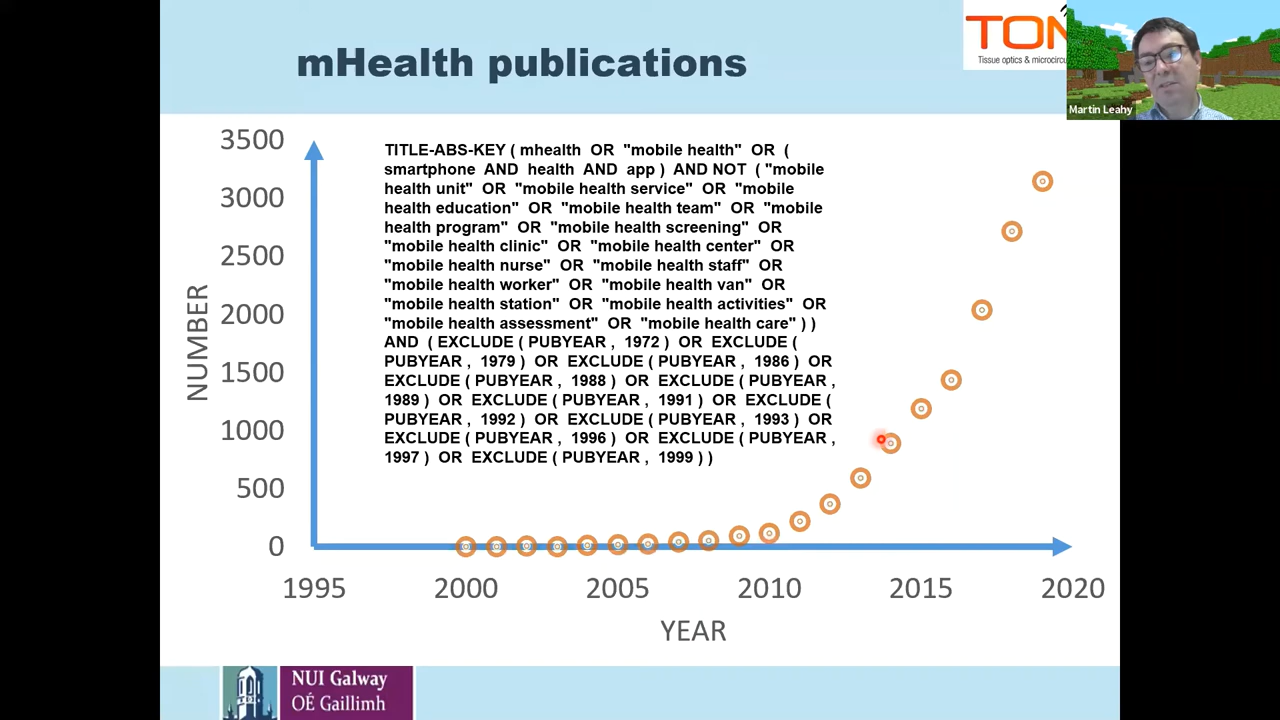 mHealth publications
TON
Tissue optics & microcircu
Martin Leahy
3500
3000
2500
2000
1500
1000
500
0
NUMBER
TITLE-ABS-KEY ( mhealth OR "mobile health" OR (
smartphone AND health AND app ) AND NOT ( "mobile
health unit" OR "mobile health service" OR "mobile
health education" OR "mobile health team" OR "mobile
health program" OR "mobile health screening" OR
"mobile health clinic" OR "mobile health center" OR
"mobile health nurse" OR "mobile health staff" OR
"mobile health worker" OR "mobile health van" OR
"mobile health station" OR "mobile health activities" OR
"mobile health assessment" OR "mobile health care" ) )
AND ( EXCLUDE ( PUBYEAR , 1972 ) OR EXCLUDE (
PUBYEAR , 1979 ) OR EXCLUDE ( PUBYEAR , 1986 ) OR
EXCLUDE ( PUBYEAR , 1988 ) OR EXCLUDE ( PUBYEAR ,
1989 ) OR EXCLUDE ( PUBYEAR , 1991 ) OR EXCLUDE (
PUBYEAR , 1992 ) OR EXCLUDE ( PUBYEAR , 1993 ) OR
EXCLUDE ( PUBYEAR , 1996 ) OR EXCLUDE ( PUBYEAR ,
1997 ) OR EXCLUDE ( PUBYEAR , 1999 ) )
1995 2000 2005 2010 2015 2020
YEAR
NUI Galway
OÉ Gaillimh